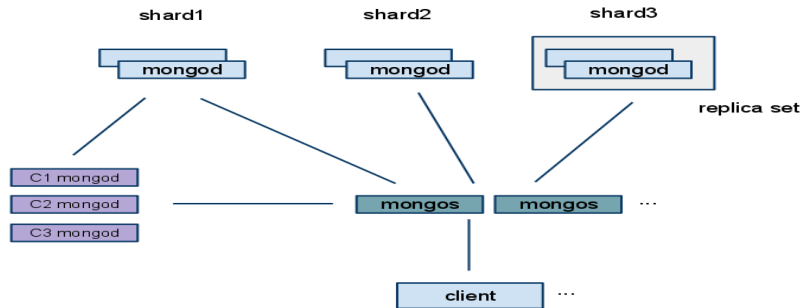 shard1
shard2
shard3
mongod
mongod
mongod
replica set
C1 mongod
C2 mongod
C3 mongod
mongos
mongos
...
client
...